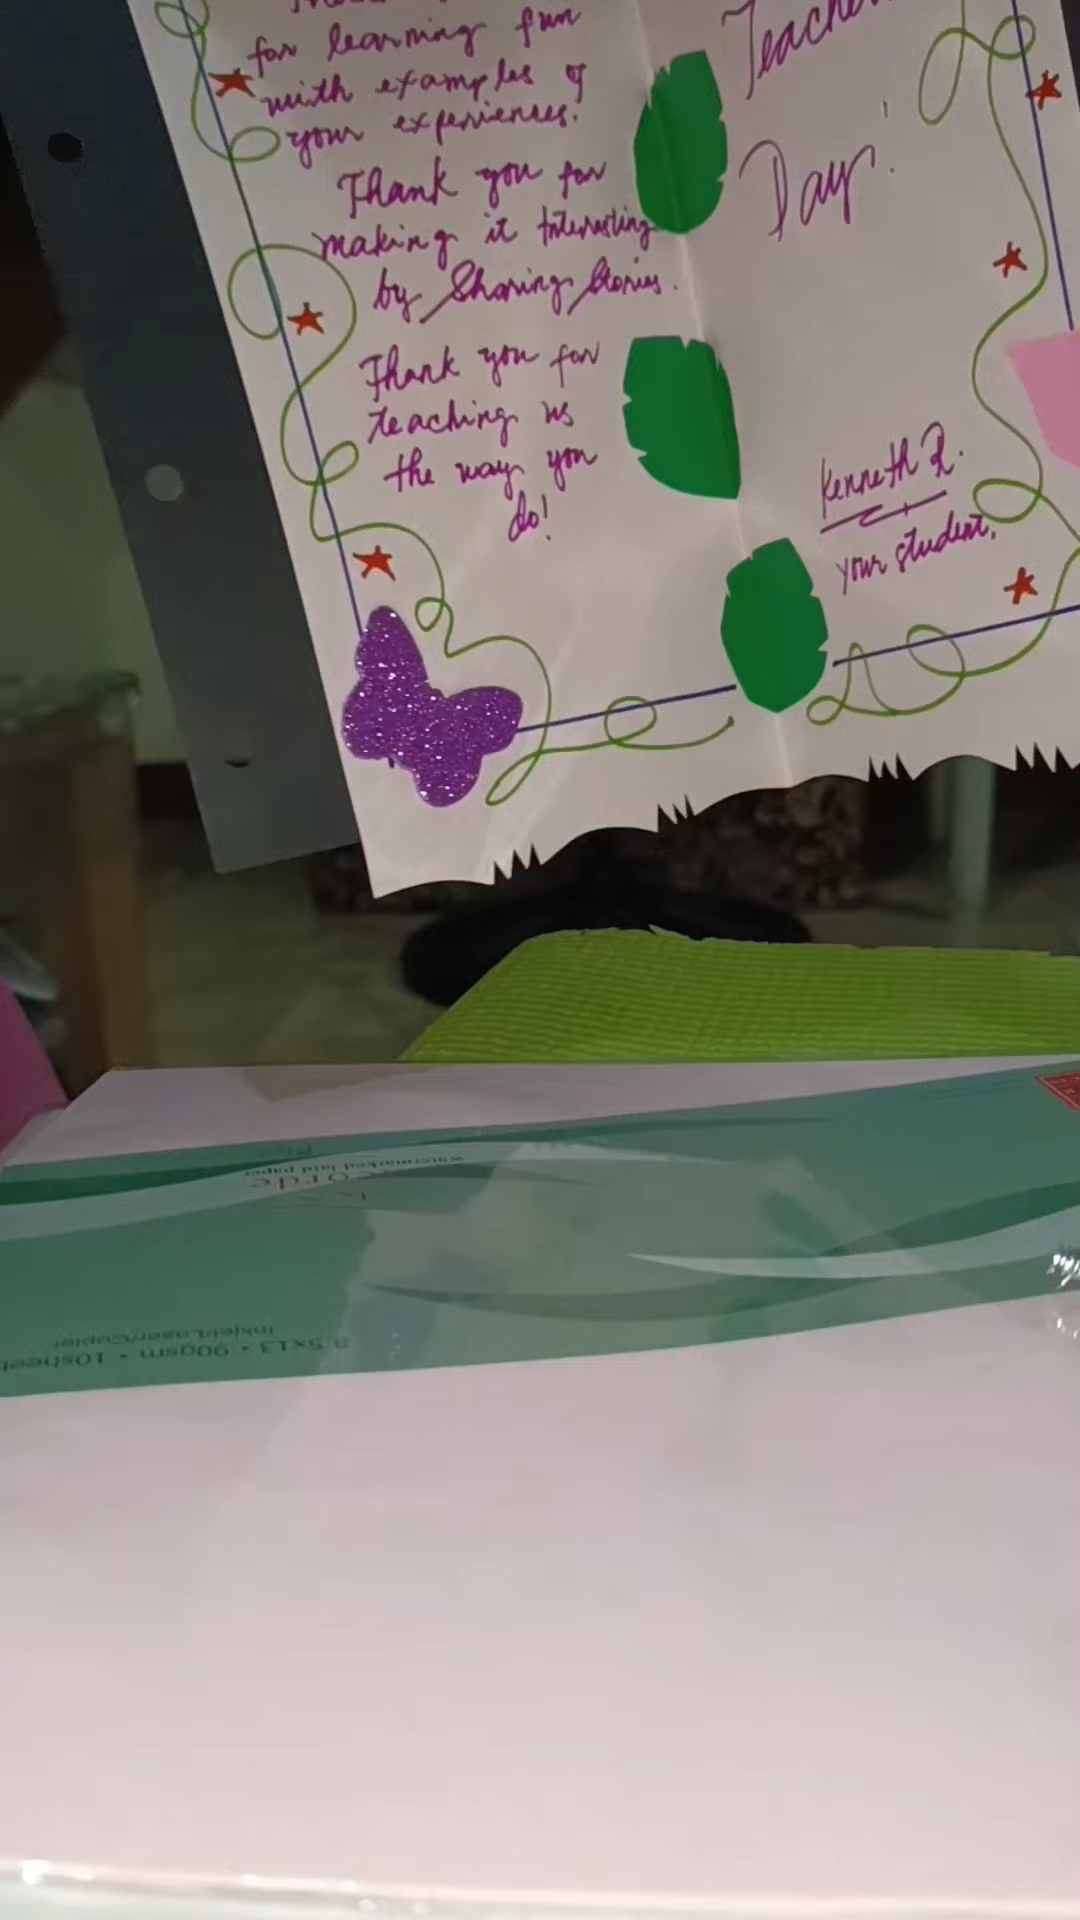 for learning fun
with examples of
your experiences.
Thank you for
making it interesting
by Sharing Stories.
Thank you for
teaching us
the way you
do!
Day!
Kenneth R.
your student.
watermarked laid paper
8.5x13 • 90gsm • 10sheets
Inkjet/Laser/Copier